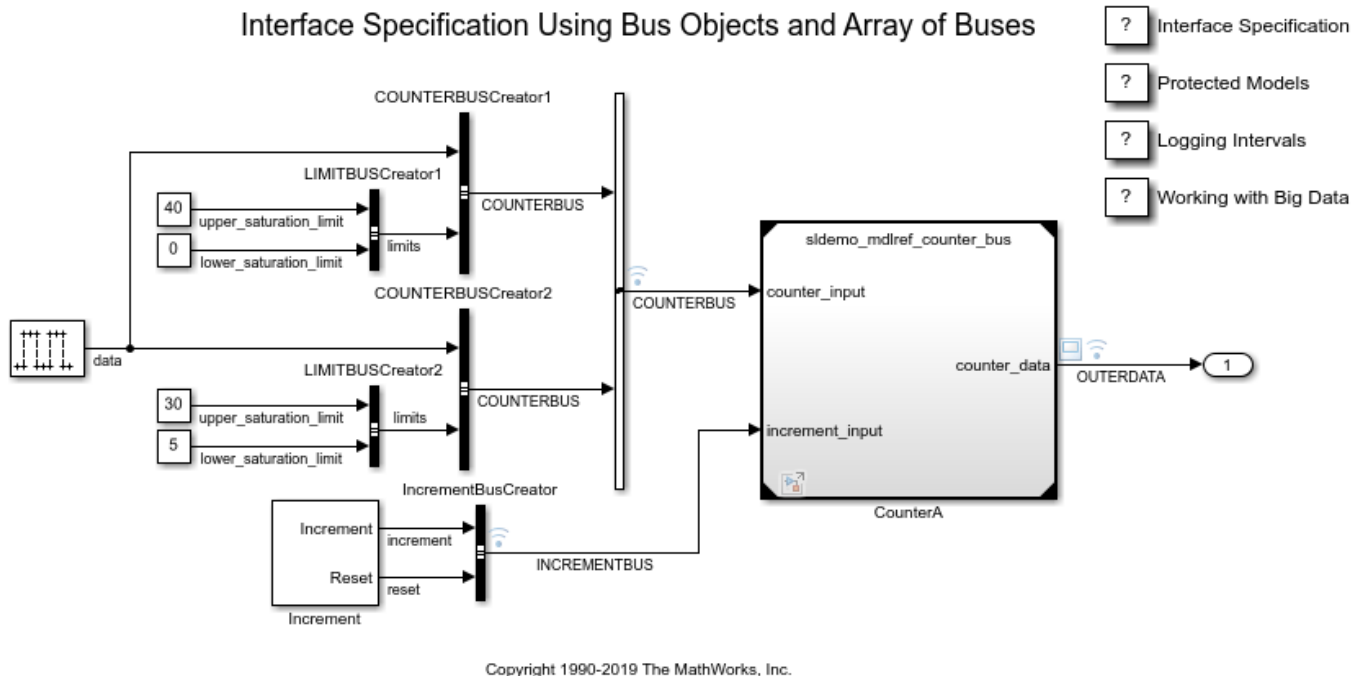 Interface Specification Using Bus Objects and Array of Buses
? Interface Specification
? Protected Models
? Logging Intervals
? Working with Big Data
COUNTERBUSCreator1
LIMITBUSCreator1
40
upper_saturation_limit
0
lower_saturation_limit
limits
COUNTERBUS
COUNTERBUSCreator2
data
LIMITBUSCreator2
30
upper_saturation_limit
5
lower_saturation_limit
limits
COUNTERBUS
COUNTERBUS
IncrementBusCreator
Increment
increment
Reset
reset
Increment
INCREMENTBUS
sldemo_mdlref_counter_bus
counter_input
counter_data
increment_input
CounterA
OUTERDATA
1
Copyright 1990-2019 The MathWorks, Inc.